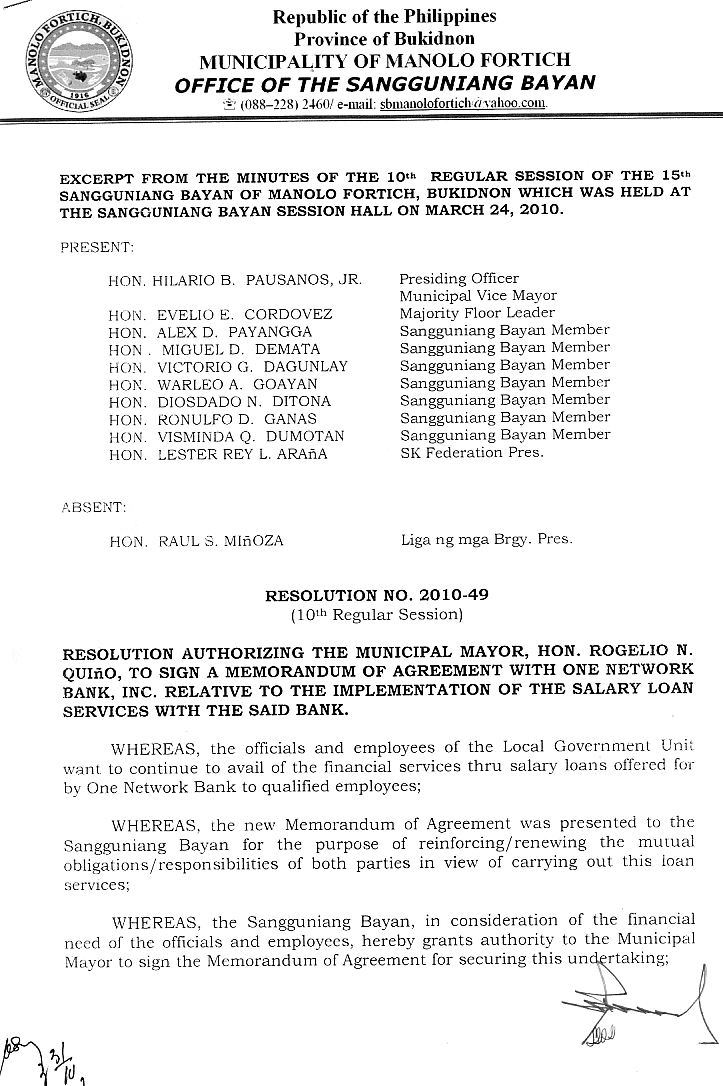 Republic of the Philippines
Province of Bukidnon
MUNICIPALITY OF MANOLO FORTICH
OFFICE OF THE SANGGUNIANG BAYAN
☏ (088–228) 2460/ e-mail: sbmanolofortich@yahoo.com.
MANOLO FORTICH, BUKIDNON
1916
OFFICIAL SEAL
EXCERPT FROM THE MINUTES OF THE 10th REGULAR SESSION OF THE 15th
SANGGUNIANG BAYAN OF MANOLO FORTICH, BUKIDNON WHICH WAS HELD AT
THE SANGGUNIANG BAYAN SESSION HALL ON MARCH 24, 2010.
PRESENT:
HON. HILARIO B. PAUSANOS, JR. Presiding Officer
Municipal Vice Mayor
HON. EVELIO E. CORDOVEZ Majority Floor Leader
HON. ALEX D. PAYANGGA Sangguniang Bayan Member
HON . MIGUEL D. DEMATA Sangguniang Bayan Member
HON. VICTORIO G. DAGUNLAY Sangguniang Bayan Member
HON. WARLEO A. GOAYAN Sangguniang Bayan Member
HON. DIOSDADO N. DITONA Sangguniang Bayan Member
HON. RONULFO D. GANAS Sangguniang Bayan Member
HON. VISMINDA Q. DUMOTAN Sangguniang Bayan Member
HON. LESTER REY L. ARAñA SK Federation Pres.
ABSENT:
HON. RAUL S. MIñOZA Liga ng mga Brgy. Pres.
RESOLUTION NO. 2010-49
(10th Regular Session)
RESOLUTION AUTHORIZING THE MUNICIPAL MAYOR, HON. ROGELIO N.
QUIñO, TO SIGN A MEMORANDUM OF AGREEMENT WITH ONE NETWORK
BANK, INC. RELATIVE TO THE IMPLEMENTATION OF THE SALARY LOAN
SERVICES WITH THE SAID BANK.
WHEREAS, the officials and employees of the Local Government Unit
want to continue to avail of the financial services thru salary loans offered for
by One Network Bank to qualified employees;
WHEREAS, the new Memorandum of Agreement was presented to the
Sangguniang Bayan for the purpose of reinforcing/renewing the mutual
obligations/responsibilities of both parties in view of carrying out this loan
services;
WHEREAS, the Sangguniang Bayan, in consideration of the financial
need of the officials and employees, hereby grants authority to the Municipal
Mayor to sign the Memorandum of Agreement for securing this undertaking;